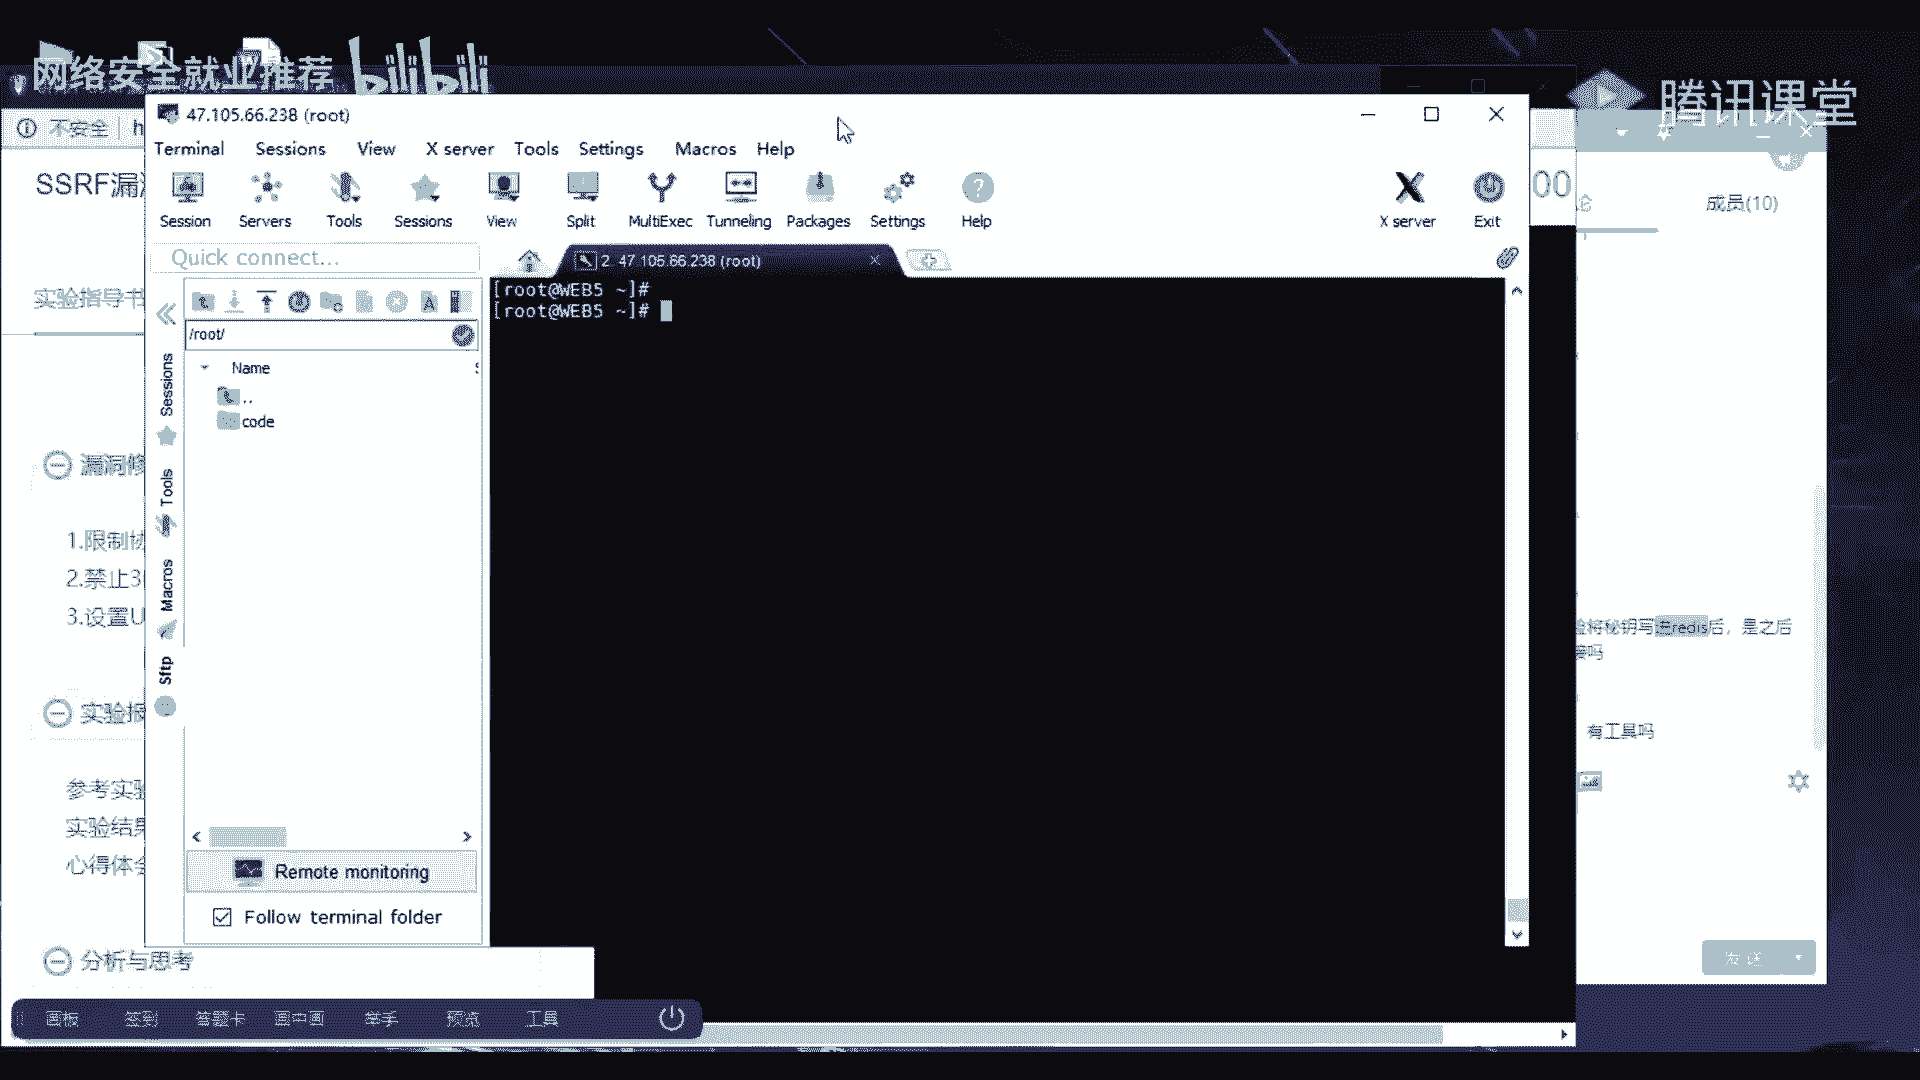 网络安全就业推荐
bilibili
腾讯课堂
47.105.66.238 (root)
不安全
Terminal Sessions View X server Tools Settings Macros Help
SSRF漏
Session Servers Tools Sessions View Split MultiExec Tunneling Packages Settings Help X server Exit
00
成员(10)
Quick connect...
2. 47.105.66.238 (root)
实验指导书
[root@WEB5 ~]#
[root@WEB5 ~]#
/root/
Name
..
code
Sessions
Tools
Macros
Sftp
漏洞修
1.限制协
2.禁止3
3.设置U
实验报
参考实验
实验结果
心得体会
Remote monitoring
Follow terminal folder
分析与思考
将秘钥写进redis后，是之后
接吗
有工具吗
发送
画板 签到 答题卡 画中画 举手 预览 工具